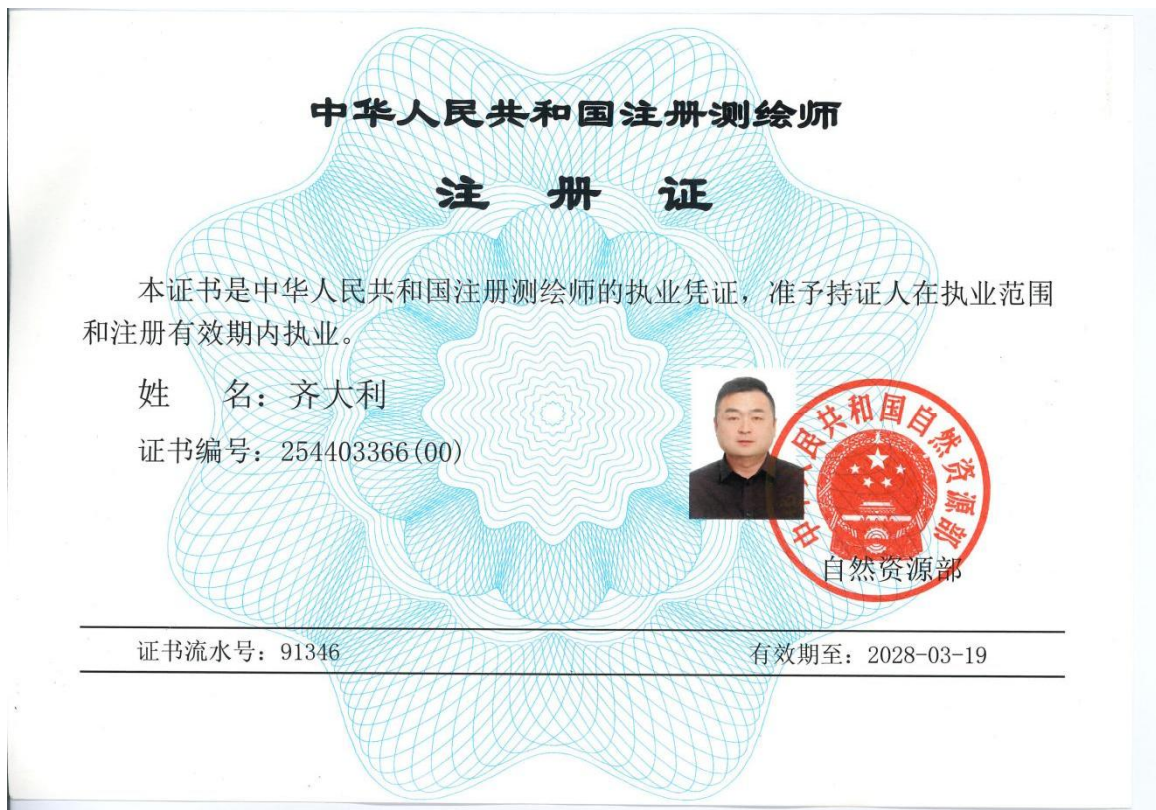 中华人民共和国注册测绘师
注 册 证
本证书是中华人民共和国注册测绘师的执业凭证，准予持证人在执业范围
和注册有效期内执业。
姓 名：齐大利
证书编号：254403366(00)
中华人民共和国自然资源部
自然资源部
证书流水号：91346
有效期至：2028-03-19